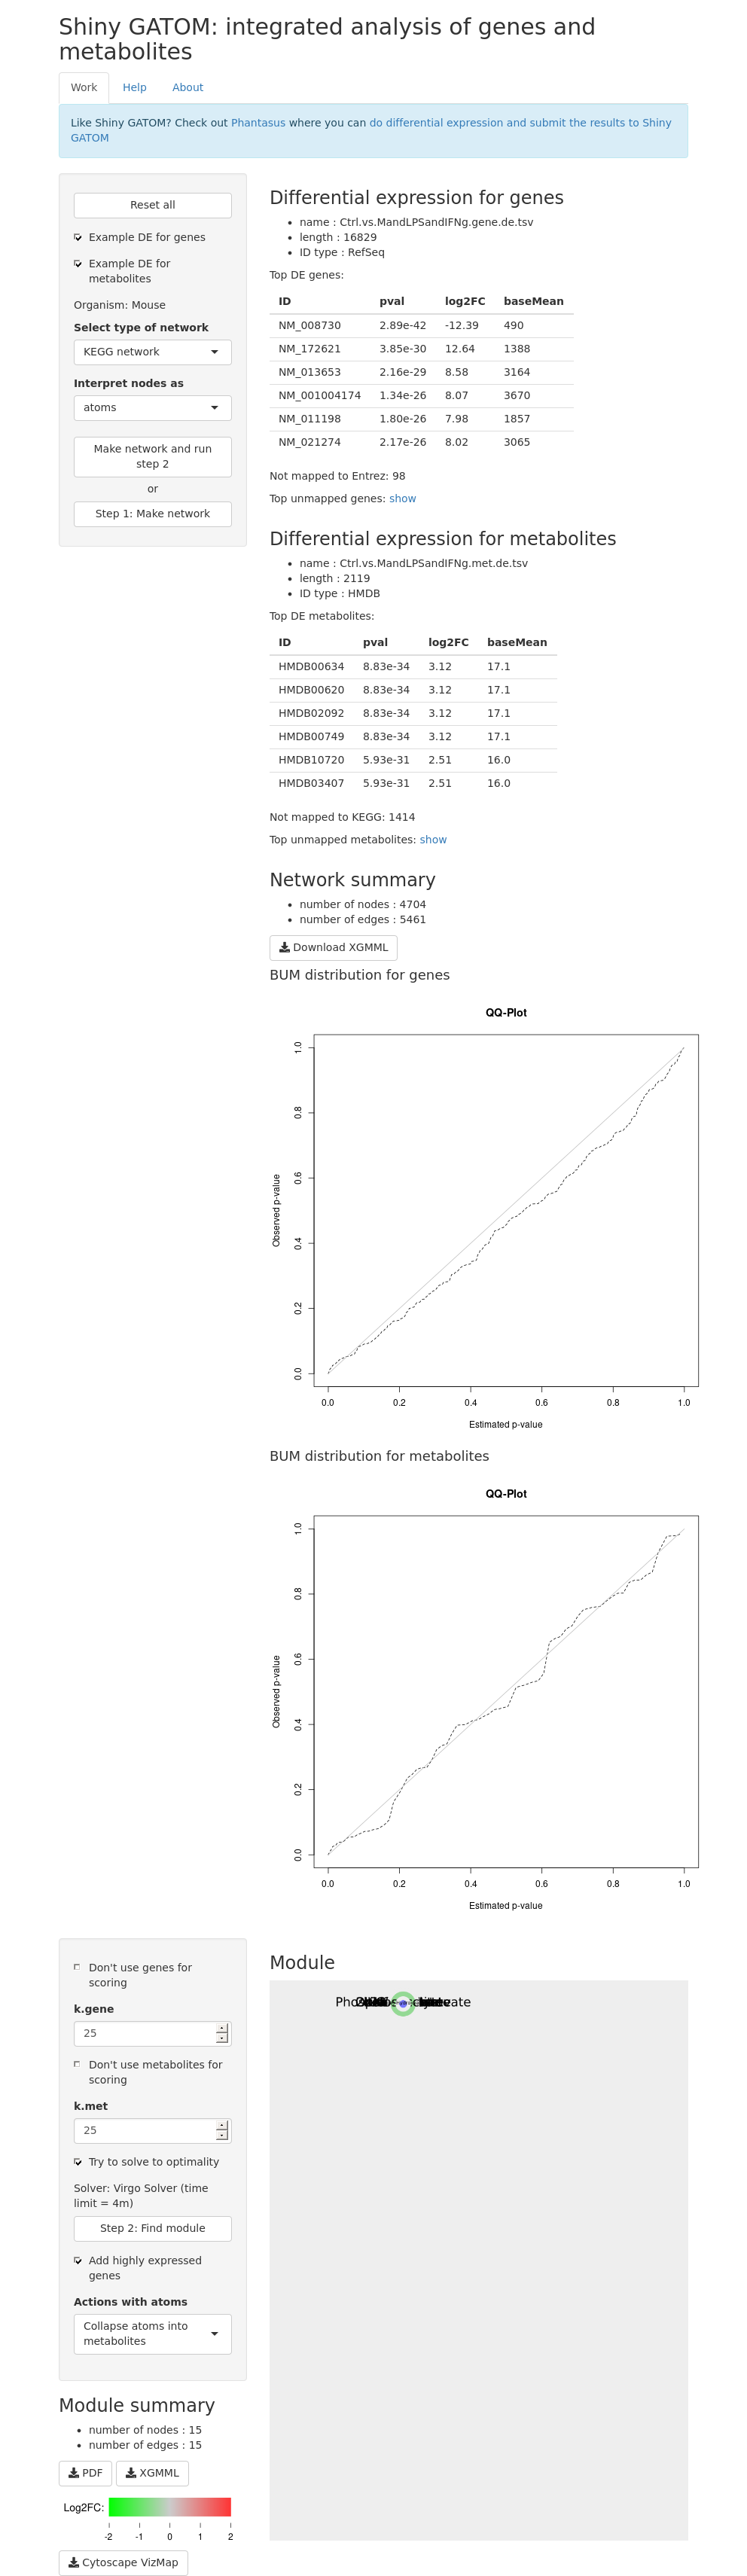 Shiny GATOM: integrated analysis of genes and
metabolites
Work Help About
Like Shiny GATOM? Check out Phantasus where you can do differential expression and submit the results to Shiny
GATOM
Reset all
Example DE for genes
Example DE for
metabolites
Organism: Mouse
Select type of network
KEGG network
Interpret nodes as
atoms
Make network and run
step 2
or
Step 1: Make network
Differential expression for genes
• name : Ctrl.vs.MandLPSandIFNg.gene.de.tsv
• length : 16829
• ID type : RefSeq
Top DE genes:
ID pval log2FC baseMean
NM_008730 2.89e-42 -12.39 490
NM_172621 3.85e-30 12.64 1388
NM_013653 2.16e-29 8.58 3164
NM_001004174 1.34e-26 8.07 3670
NM_011198 1.80e-26 7.98 1857
NM_021274 2.17e-26 8.02 3065
Not mapped to Entrez: 98
Top unmapped genes: show
Differential expression for metabolites
• name : Ctrl.vs.MandLPSandIFNg.met.de.tsv
• length : 2119
• ID type : HMDB
Top DE metabolites:
ID pval log2FC baseMean
HMDB00634 8.83e-34 3.12 17.1
HMDB00620 8.83e-34 3.12 17.1
HMDB02092 8.83e-34 3.12 17.1
HMDB00749 8.83e-34 3.12 17.1
HMDB10720 5.93e-31 2.51 16.0
HMDB03407 5.93e-31 2.51 16.0
Not mapped to KEGG: 1414
Top unmapped metabolites: show
Network summary
• number of nodes : 4704
• number of edges : 5461
Download XGMML
BUM distribution for genes
QQ-Plot
Observed p-value
1.0
0.8
0.6
0.4
0.2
0.0
0.0 0.2 0.4 0.6 0.8 1.0
Estimated p-value
BUM distribution for metabolites
QQ-Plot
Observed p-value
1.0
0.8
0.6
0.4
0.2
0.0
0.0 0.2 0.4 0.6 0.8 1.0
Estimated p-value
Don't use genes for
scoring
k.gene
25
Don't use metabolites for
scoring
k.met
25
Try to solve to optimality
Solver: Virgo Solver (time
limit = 4m)
Step 2: Find module
Add highly expressed
genes
Actions with atoms
Collapse atoms into
metabolites
Module
Module summary
• number of nodes : 15
• number of edges : 15
PDF XGMML
Log2FC:
-2 -1 0 1 2
Cytoscape VizMap